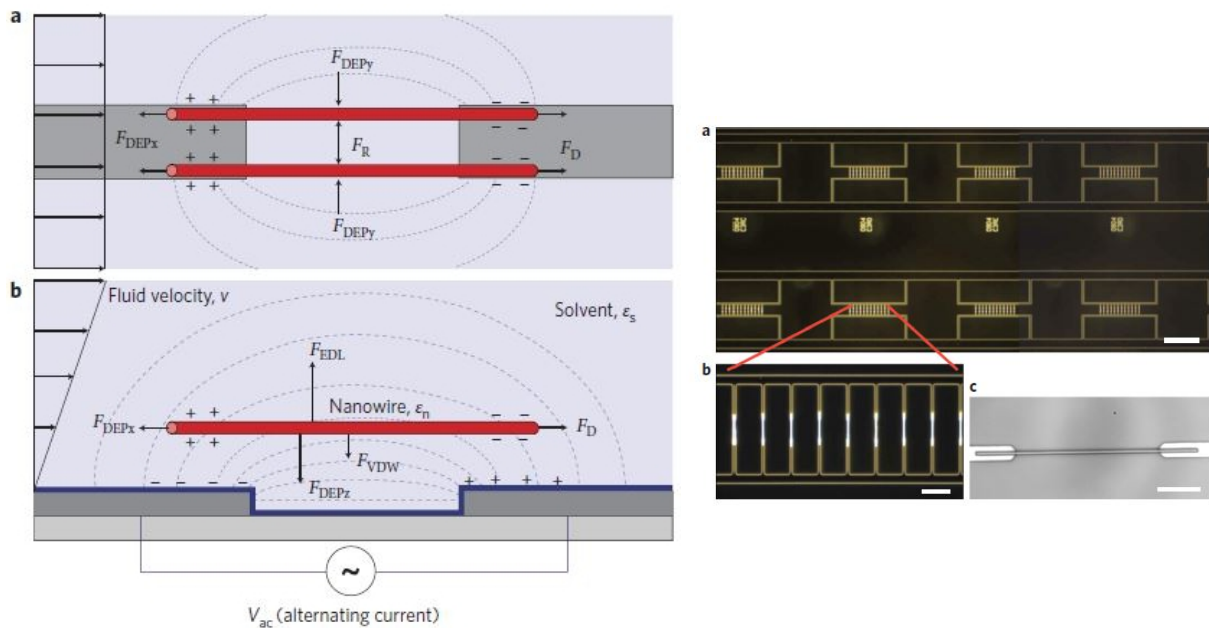 a
F_DEPy
+ + − −
+ + − −
F_DEPx F_R F_D
+ + − −
F_DEPy
b
Fluid velocity, v
Solvent, ε_s
F_EDL
+ + Nanowire, ε_n − −
F_DEPx F_D
+ + − −
F_VDW
− − − − + + + +
F_DEPz
~
V_ac (alternating current)
a
b
c